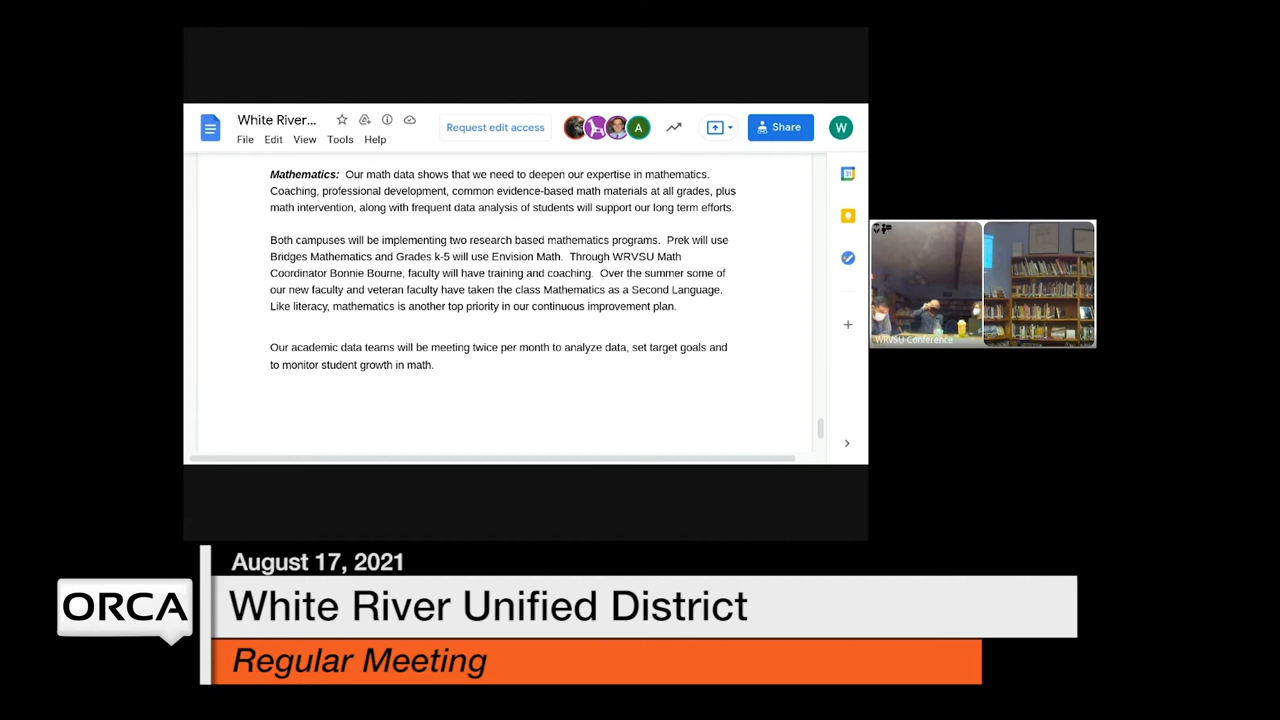 White River...
File Edit View Tools Help
Request edit access
A
Share
W
31
Mathematics: Our math data shows that we need to deepen our expertise in mathematics.
Coaching, professional development, common evidence-based math materials at all grades, plus
math intervention, along with frequent data analysis of students will support our long term efforts.
Both campuses will be implementing two research based mathematics programs. Prek will use
Bridges Mathematics and Grades k-5 will use Envision Math. Through WRVSU Math
Coordinator Bonnie Bourne, faculty will have training and coaching. Over the summer some of
our new faculty and veteran faculty have taken the class Mathematics as a Second Language.
Like literacy, mathematics is another top priority in our continuous improvement plan.
Our academic data teams will be meeting twice per month to analyze data, set target goals and
to monitor student growth in math.
WRVSU Conference
August 17, 2021
ORCA
White River Unified District
Regular Meeting